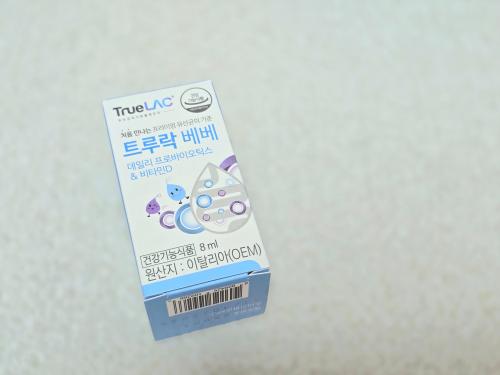 TrueLAC
처음 만나는 프리미엄 유산균의 기준
트루락 베베
데일리 프로바이오틱스
& 비타민D
건강기능식품 8 ml
원산지 : 이탈리아(OEM)